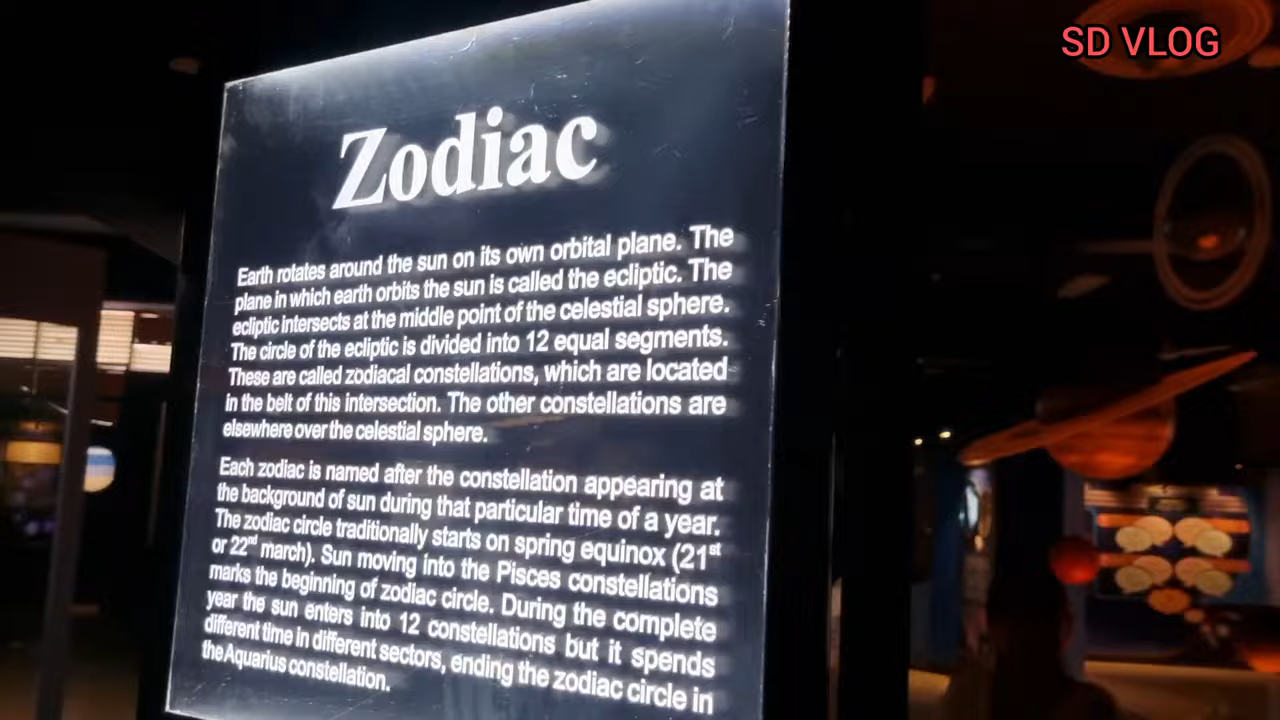 SD VLOG
Zodiac
Earth rotates around the sun on its own orbital plane. The
plane in which earth orbits the sun is called the ecliptic. The
ecliptic intersects at the middle point of the celestial sphere.
The circle of the ecliptic is divided into 12 equal segments.
These are called zodiacal constellations, which are located
in the belt of this intersection. The other constellations are
elsewhere over the celestial sphere.
Each zodiac is named after the constellation appearing at
the background of sun during that particular time of a year.
The zodiac circle traditionally starts on spring equinox (21st
or 22nd march). Sun moving into the Pisces constellations
marks the beginning of zodiac circle. During the complete
year the sun enters into 12 constellations but it spends
different time in different sectors, ending the zodiac circle in
the Aquarius constellation.